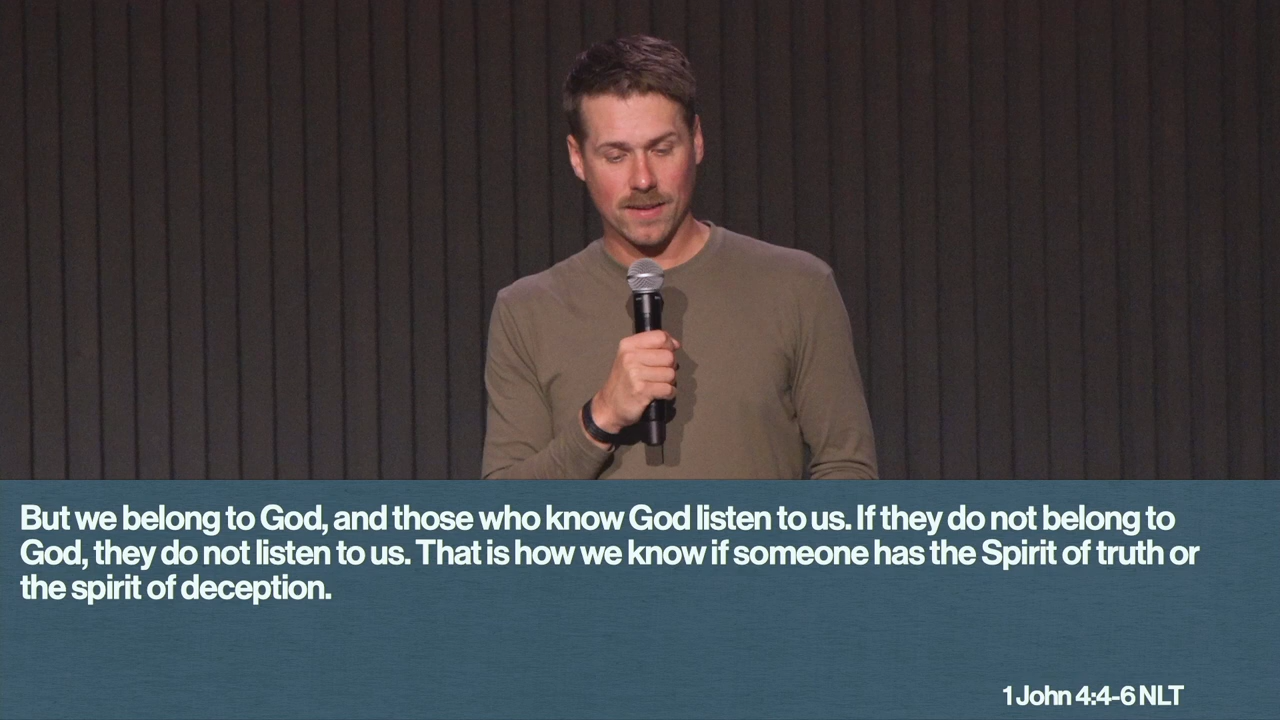 But we belong to God, and those who know God listen to us. If they do not belong to
God, they do not listen to us. That is how we know if someone has the Spirit of truth or
the spirit of deception.
1 John 4:4-6 NLT